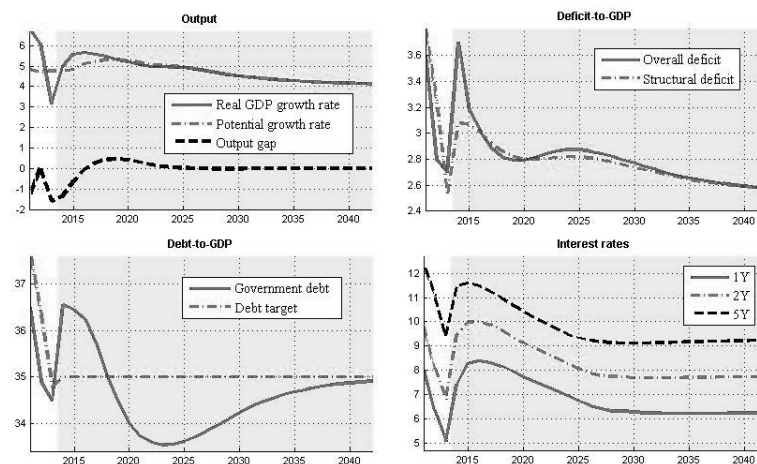 Output
7
6
5
4
3
2
1
0
-1
-2
2015 2020 2025 2030 2035 2040
Real GDP growth rate
Potential growth rate
Output gap
Deficit-to-GDP
3.6
3.4
3.2
3
2.8
2.6
2.4
2015 2020 2025 2030 2035 2040
Overall deficit
Structural deficit
Debt-to-GDP
37
36
35
34
2015 2020 2025 2030 2035 2040
Government debt
Debt target
Interest rates
12
11
10
9
8
7
6
5
2015 2020 2025 2030 2035 2040
1Y
2Y
5Y